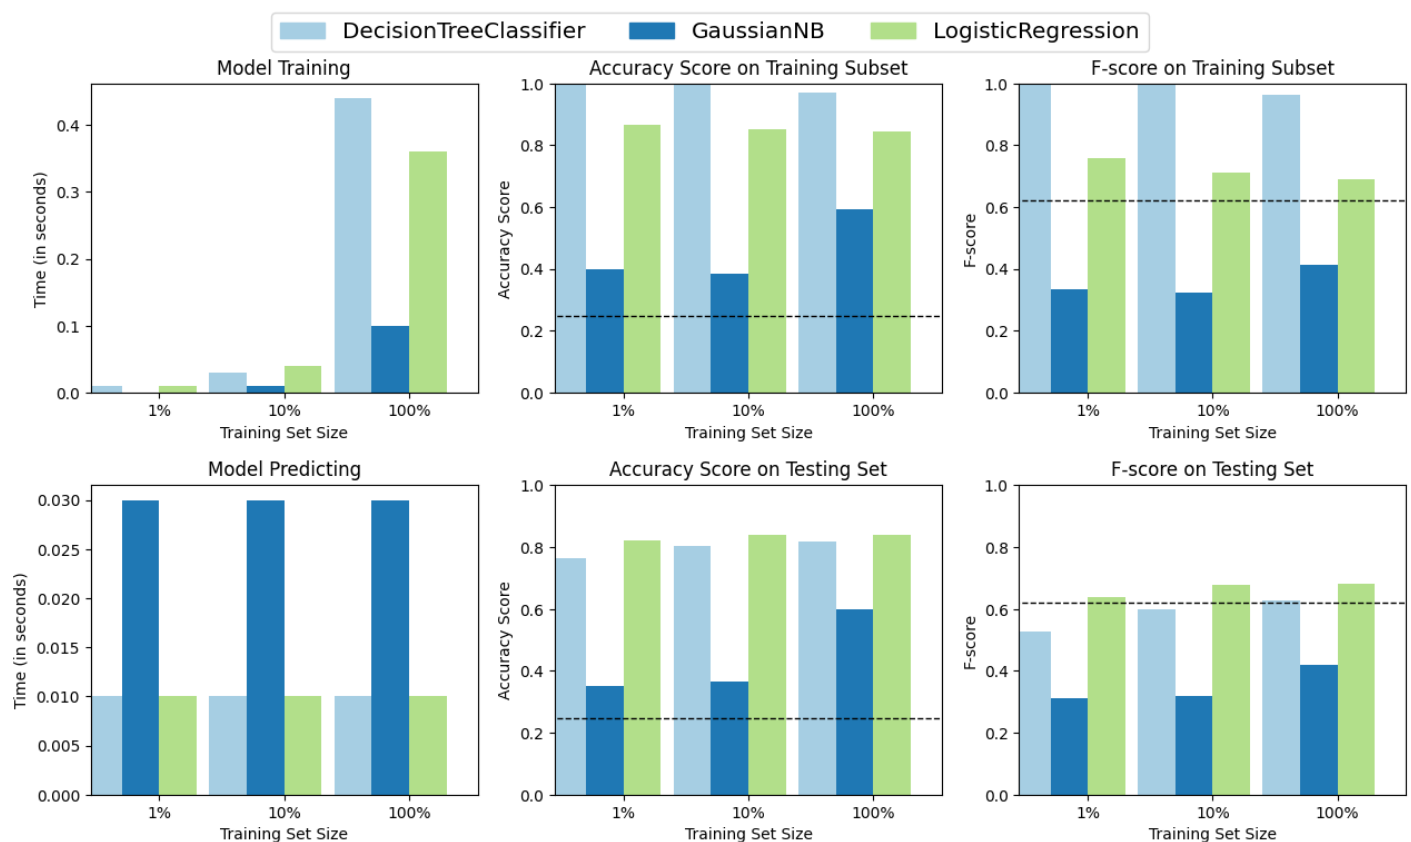 DecisionTreeClassifier GaussianNB LogisticRegression
Model Training
Time (in seconds)
0.4
0.3
0.2
0.1
0.0
1% 10% 100%
Training Set Size
Accuracy Score on Training Subset
Accuracy Score
1.0
0.8
0.6
0.4
0.2
0.0
1% 10% 100%
Training Set Size
F-score on Training Subset
F-score
1.0
0.8
0.6
0.4
0.2
0.0
1% 10% 100%
Training Set Size
Model Predicting
Time (in seconds)
0.030
0.025
0.020
0.015
0.010
0.005
0.000
1% 10% 100%
Training Set Size
Accuracy Score on Testing Set
Accuracy Score
1.0
0.8
0.6
0.4
0.2
0.0
1% 10% 100%
Training Set Size
F-score on Testing Set
F-score
1.0
0.8
0.6
0.4
0.2
0.0
1% 10% 100%
Training Set Size